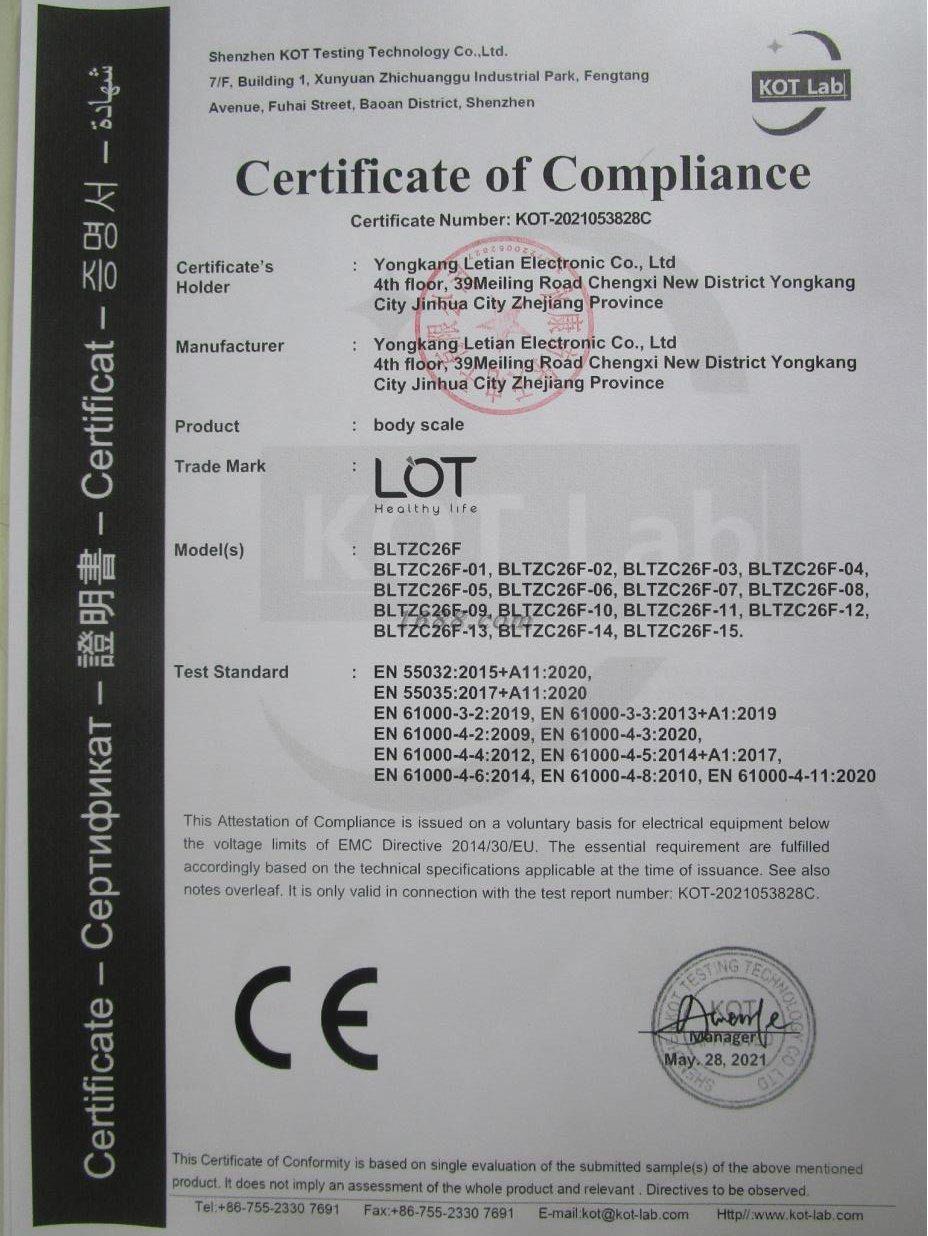 Shenzhen KOT Testing Technology Co.,Ltd.
7/F, Building 1, Xunyuan Zhichuanggu Industrial Park, Fengtang
Avenue, Fuhai Street, Baoan District, Shenzhen
KOT Lab
Certificate of Compliance
Certificate Number: KOT-2021053828C
Certificate's Holder : Yongkang Letian Electronic Co., Ltd
4th floor, 39Meiling Road Chengxi New District Yongkang
City Jinhua City Zhejiang Province
Manufacturer : Yongkang Letian Electronic Co., Ltd
4th floor, 39Meiling Road Chengxi New District Yongkang
City Jinhua City Zhejiang Province
Product : body scale
Trade Mark : LOT
Healthy life
KOT Lab
Model(s) : BLTZC26F
BLTZC26F-01, BLTZC26F-02, BLTZC26F-03, BLTZC26F-04,
BLTZC26F-05, BLTZC26F-06, BLTZC26F-07, BLTZC26F-08,
BLTZC26F-09, BLTZC26F-10, BLTZC26F-11, BLTZC26F-12,
1688.com
BLTZC26F-13, BLTZC26F-14, BLTZC26F-15.
Test Standard : EN 55032:2015+A11:2020,
EN 55035:2017+A11:2020
EN 61000-3-2:2019, EN 61000-3-3:2013+A1:2019
EN 61000-4-2:2009, EN 61000-4-3:2020,
EN 61000-4-4:2012, EN 61000-4-5:2014+A1:2017,
EN 61000-4-6:2014, EN 61000-4-8:2010, EN 61000-4-11:2020
This Attestation of Compliance is issued on a voluntary basis for electrical equipment below
the voltage limits of EMC Directive 2014/30/EU. The essential requirement are fulfilled
accordingly based on the technical specifications applicable at the time of issuance. See also
notes overleaf. It is only valid in connection with the test report number: KOT-2021053828C.
CE
SHENZHEN KOT TESTING TECHNOLOGY CO LTD
KOT
Manager
May. 28, 2021
This Certificate of Conformity is based on single evaluation of the submitted sample(s) of the above mentioned
product. It does not imply an assessment of the whole product and relevant . Directives to be observed.
Tel:+86-755-2330 7691 Fax:+86-755-2330 7691 E-mail:kot@kot-lab.com Http//:www.kot-lab.com
Certificate – Сертификат – 證明書 – Certificat – 증명서 – شهادة